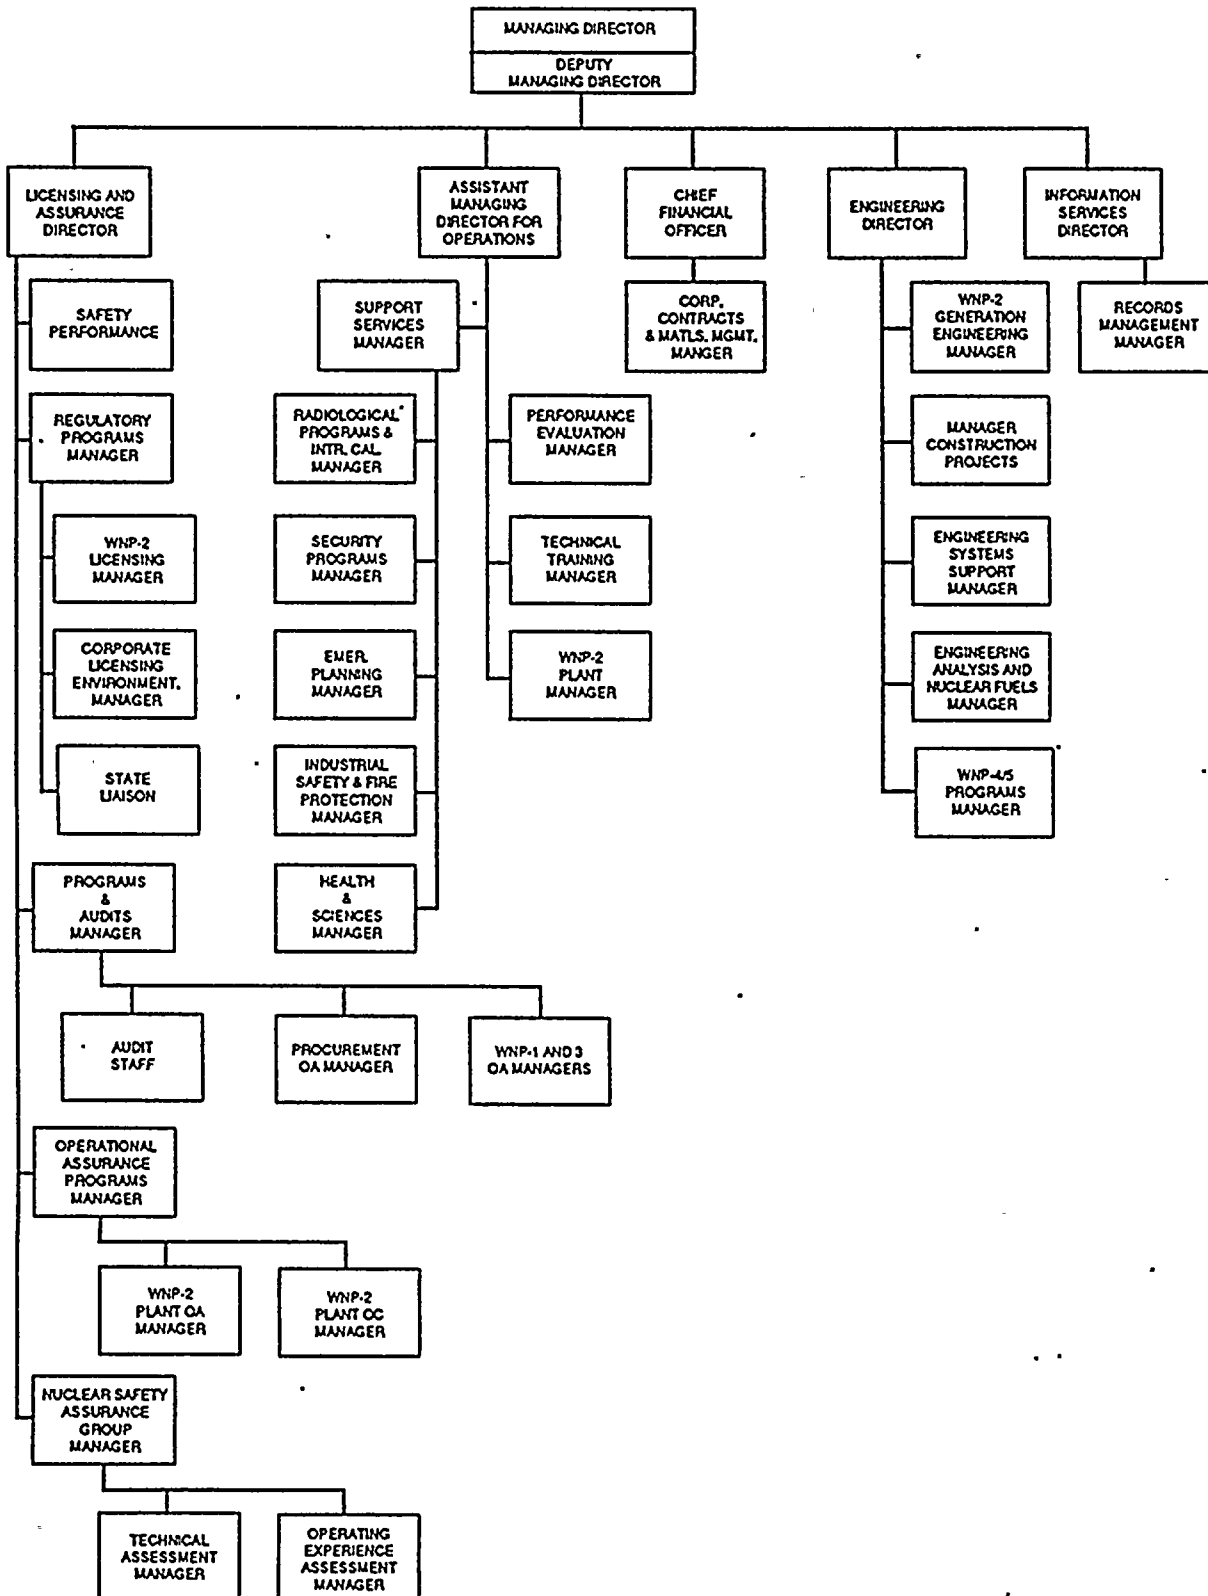 MANAGING DIRECTOR
DEPUTY
MANAGING DIRECTOR
LICENSING AND
ASSURANCE
DIRECTOR
ASSISTANT
MANAGING
DIRECTOR FOR
OPERATIONS
CHIEF
FINANCIAL
OFFICER
ENGINEERING
DIRECTOR
INFORMATION
SERVICES
DIRECTOR
SAFETY
PERFORMANCE
SUPPORT
SERVICES
MANAGER
CORP.
CONTRACTS
& MATLS. MGMT.
MANGER
WNP-2
GENERATION
ENGINEERING
MANAGER
RECORDS
MANAGEMENT
MANAGER
REGULATORY
PROGRAMS
MANAGER
RADIOLOGICAL
PROGRAMS &
INTR. CAL.
MANAGER
PERFORMANCE
EVALUATION
MANAGER
MANAGER
CONSTRUCTION
PROJECTS
WNP-2
LICENSING
MANAGER
SECURITY
PROGRAMS
MANAGER
TECHNICAL
TRAINING
MANAGER
ENGINEERING
SYSTEMS
SUPPORT
MANAGER
CORPORATE
LICENSING
ENVIRONMENT.
MANAGER
EMER.
PLANNING
MANAGER
WNP-2
PLANT
MANAGER
ENGINEERING
ANALYSIS AND
NUCLEAR FUELS
MANAGER
STATE
LIAISON
INDUSTRIAL
SAFETY & FIRE
PROTECTION
MANAGER
WNP-4/5
PROGRAMS
MANAGER
PROGRAMS
&
AUDITS
MANAGER
HEALTH
&
SCIENCES
MANAGER
AUDIT
STAFF
PROCUREMENT
QA MANAGER
WNP-1 AND 3
QA MANAGERS
OPERATIONAL
ASSURANCE
PROGRAMS
MANAGER
WNP-2
PLANT QA
MANAGER
WNP-2
PLANT QC
MANAGER
NUCLEAR SAFETY
ASSURANCE
GROUP
MANAGER
TECHNICAL
ASSESSMENT
MANAGER
OPERATING
EXPERIENCE
ASSESSMENT
MANAGER